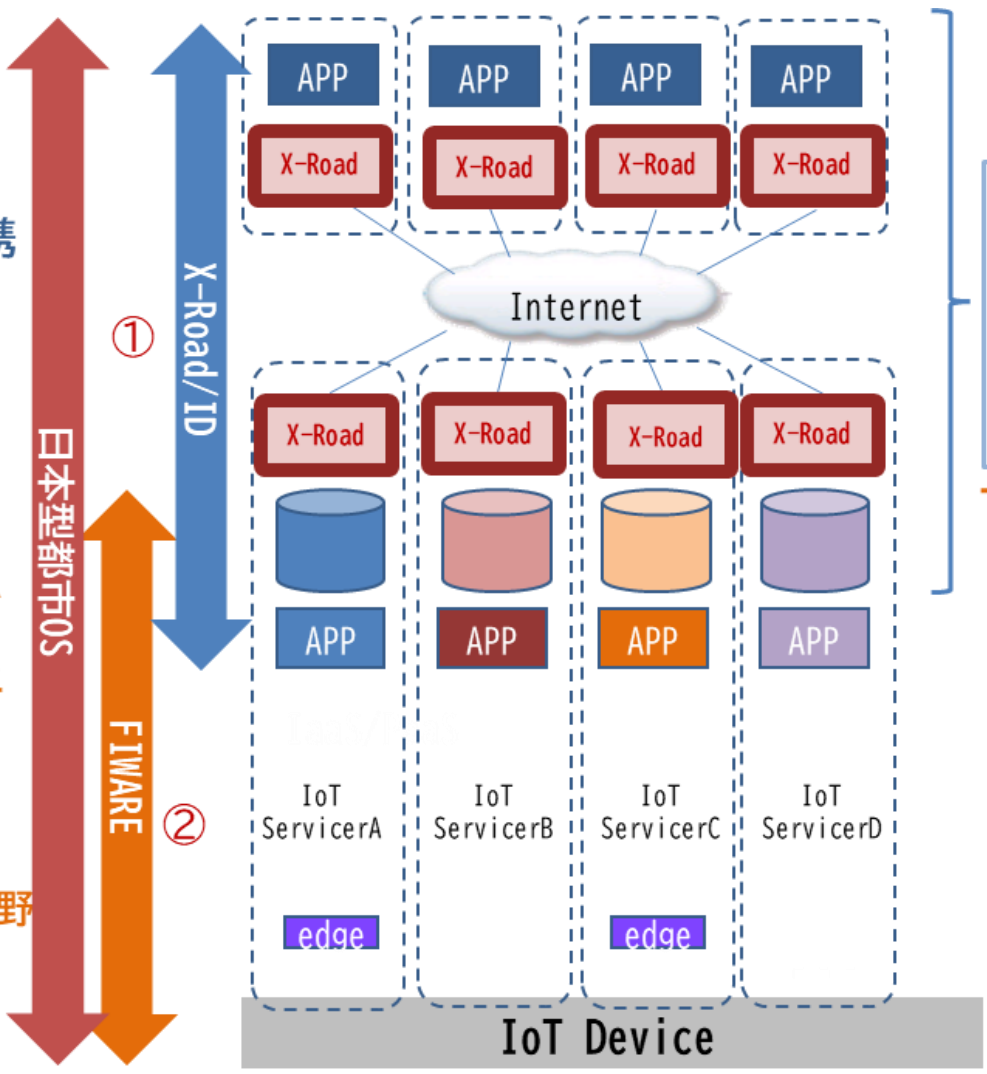 APP
APP
APP
APP
X-Road
X-Road
X-Road
X-Road
携
X-Road/ID
Internet
①
日本型都市OS
X-Road
X-Road
X-Road
X-Road
APP
APP
APP
APP
FIWARE
②
IoT
ServicerA
IoT
ServicerB
IoT
ServicerC
IoT
ServicerD
野
edge
edge
IoT Device